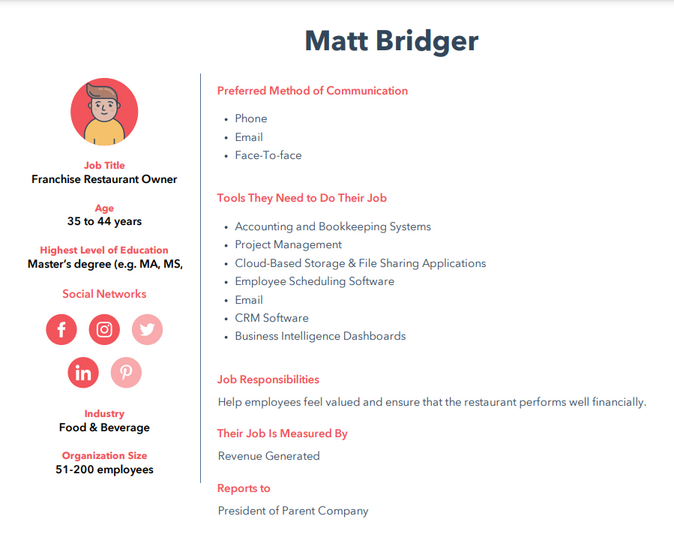 Matt Bridger
Job Title
Franchise Restaurant Owner
Age
35 to 44 years
Highest Level of Education
Master's degree (e.g. MA, MS,
Social Networks
f
in
Industry
Food & Beverage
Organization Size
51-200 employees
Preferred Method of Communication
• Phone
• Email
• Face-To-face
Tools They Need to Do Their Job
• Accounting and Bookkeeping Systems
• Project Management
• Cloud-Based Storage & File Sharing Applications
• Employee Scheduling Software
• Email
• CRM Software
• Business Intelligence Dashboards
Job Responsibilities
Help employees feel valued and ensure that the restaurant performs well financially.
Their Job Is Measured By
Revenue Generated
Reports to
President of Parent Company